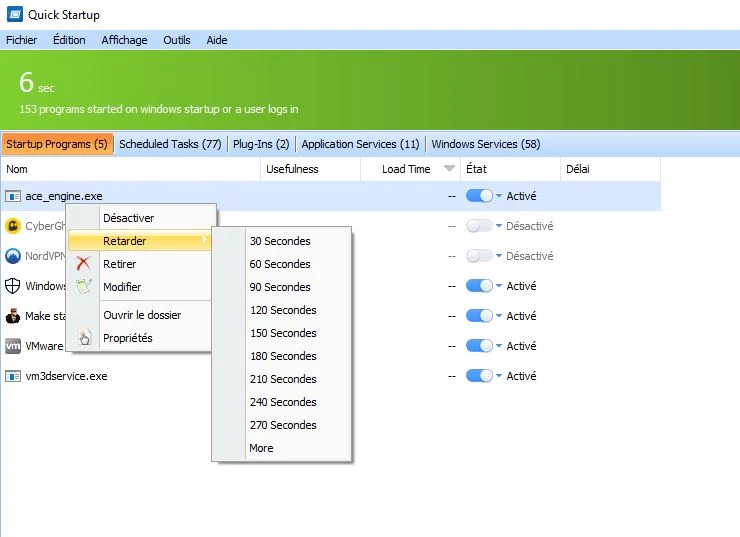 Quick Startup
Fichier Édition Affichage Outils Aide
6 sec
153 programs started on windows startup or a user logs in
Startup Programs (5) Scheduled Tasks (77) Plug-Ins (2) Application Services (11) Windows Services (58)
Nom Usefulness Load Time État Délai
ace_engine.exe -- Activé
CyberGh Désactivé
NordVPN -- Désactivé
Window -- Activé
Make sta -- Activé
vm VMware -- Activé
vm3dservice.exe -- Activé
Désactiver
Retarder
Retirer
Modifier
Ouvrir le dossier
Propriétés
30 Secondes
60 Secondes
90 Secondes
120 Secondes
150 Secondes
180 Secondes
210 Secondes
240 Secondes
270 Secondes
More